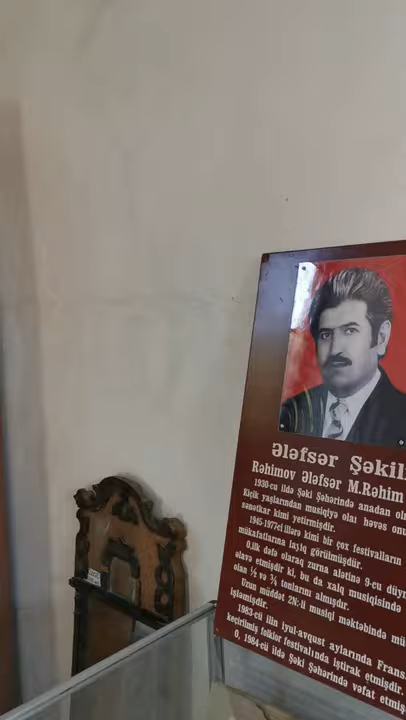 Ələfsər Şəkil
Rəhimov Ələfsər M.Rəhim
1930-cu ildə Şəki Şəhərində anadan ol
Kiçik yaşlarından musiqiyə olan həvəs onu
sənətkar kimi yetirmişdir.
1945-1977ci illərə kimi bir çox festivalların
mükafatlarına layiq görülmüşdür.
O,ilk dəfə olaraq zurna alətinə 9-cu düy
əlavə etmişdir ki, bu da xalq musiqisində
olan ½ və ¾ tonlarını almışdır.
Uzun müddət 2№-li musiqi məktəbində mü
işləmişdir.
1983-cü ilin iyul-avqust aylarında Frans
keçirilmiş folklor festivalında iştirak etmişdir.
O, 1984-cü ildə Şəki Şəhərində vəfat etmiş